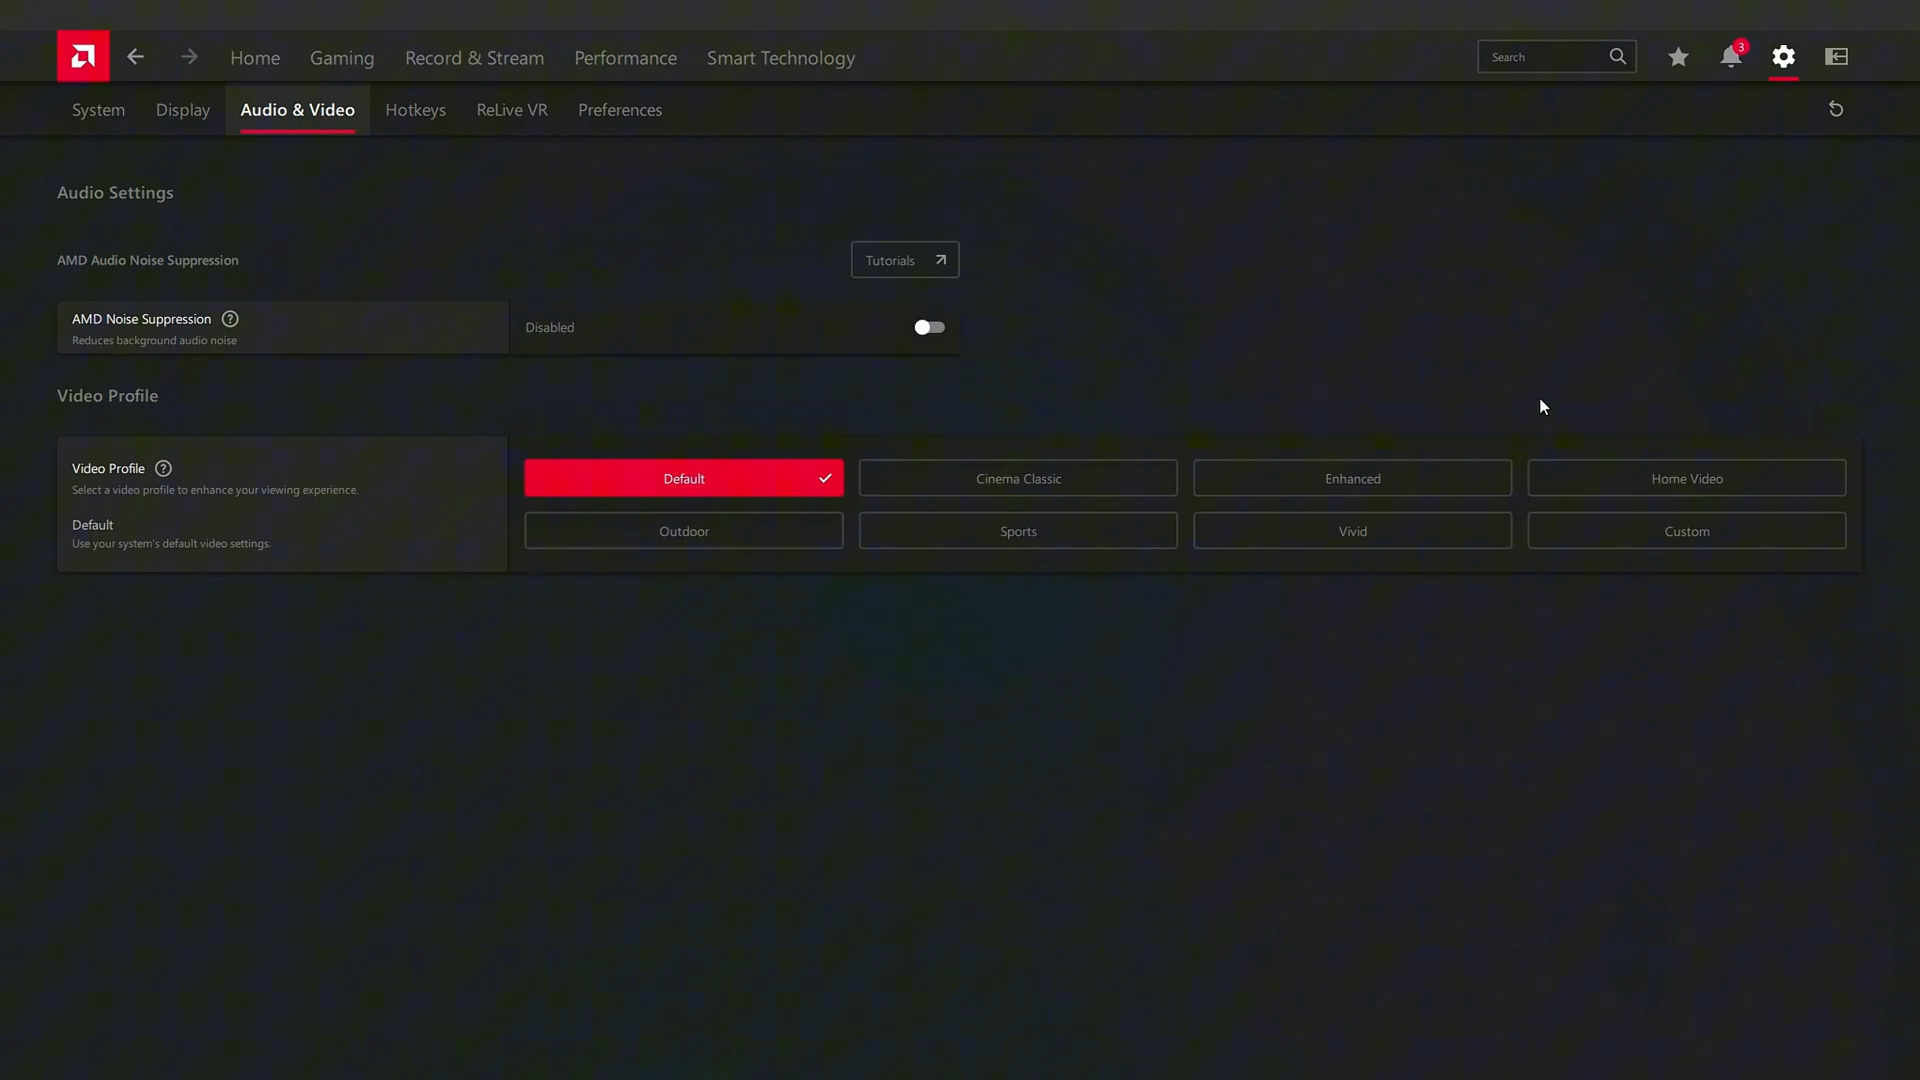 Home Gaming Record & Stream Performance Smart Technology Search 3
System Display Audio & Video Hotkeys ReLive VR Preferences
Audio Settings
AMD Audio Noise Suppression Tutorials
AMD Noise Suppression ?
Reduces background audio noise
Disabled
Video Profile
Video Profile ?
Select a video profile to enhance your viewing experience.
Default
Use your system's default video settings.
Default Cinema Classic Enhanced Home Video
Outdoor Sports Vivid Custom